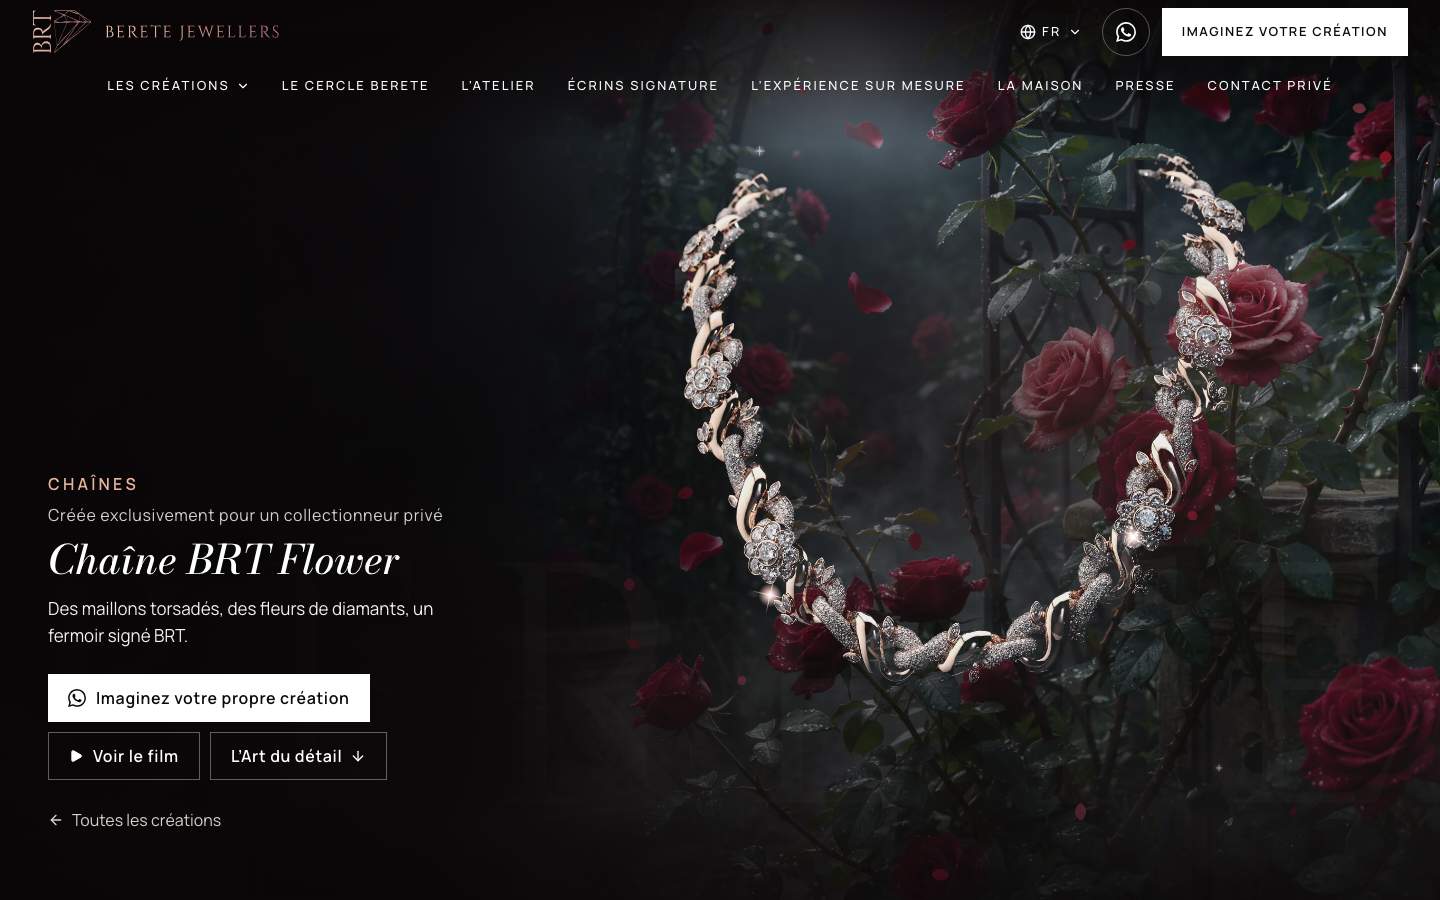 BRT
BERETE JEWELLERS
FR
IMAGINEZ VOTRE CRÉATION
LES CRÉATIONS
LE CERCLE BERETE
L'ATELIER
ÉCRINS SIGNATURE
L'EXPÉRIENCE SUR MESURE
LA MAISON
PRESSE
CONTACT PRIVÉ
CHAÎNES
Créée exclusivement pour un collectionneur privé
Chaîne BRT Flower
Des maillons torsadés, des fleurs de diamants, un
fermoir signé BRT.
Imaginez votre propre création
Voir le film
L'Art du détail
Toutes les créations